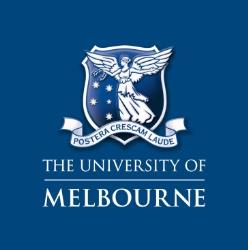 POSTERA CRESCAM LAUDE
THE UNIVERSITY OF
MELBOURNE